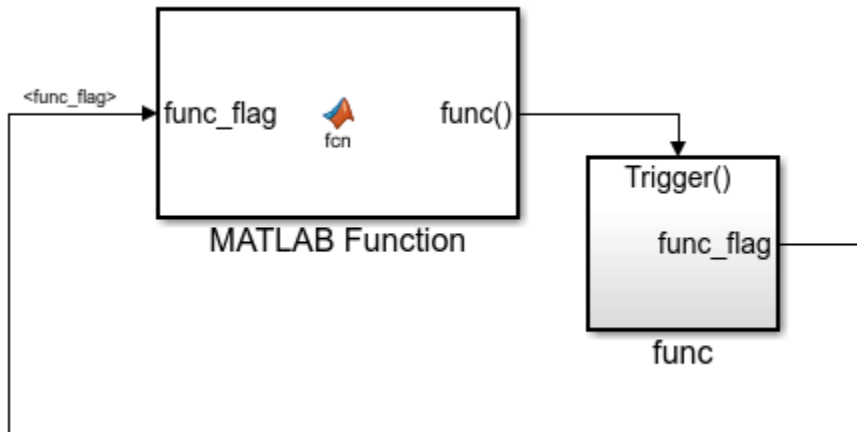 <func_flag>
func_flag
fcn
func()
MATLAB Function
Trigger()
func_flag
func